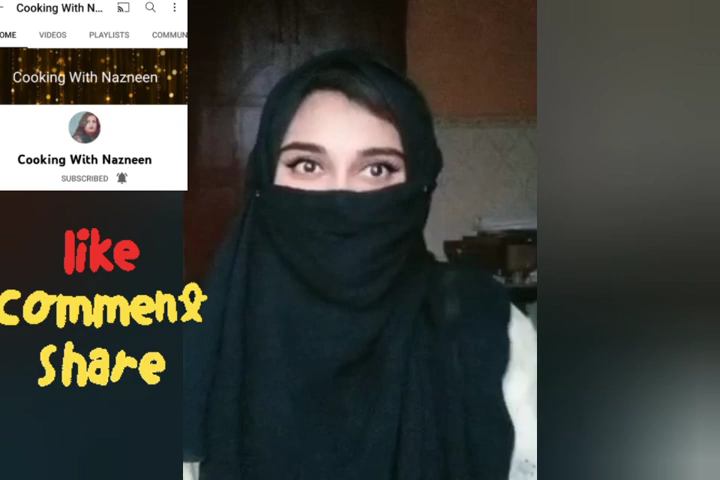 Cooking With N...
OME VIDEOS PLAYLISTS COMMUN
Cooking With Nazneen
Cooking With Nazneen
SUBSCRIBED
like
comment
share